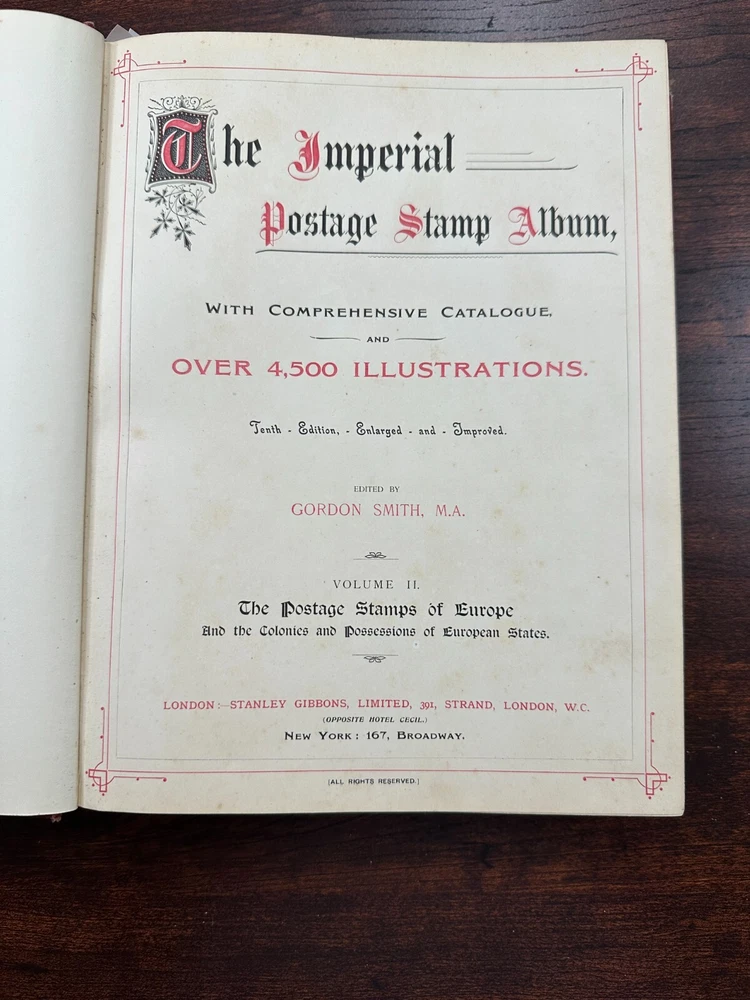 The Imperial
Postage Stamp Album,
WITH COMPREHENSIVE CATALOGUE,
AND
OVER 4,500 ILLUSTRATIONS.
Tenth - Edition, - Enlarged - and - Improved.
EDITED BY
GORDON SMITH, M.A.
VOLUME II.
The Postage Stamps of Europe
And the Colonies and Possessions of European States.
LONDON:—STANLEY GIBBONS, LIMITED, 391, STRAND, LONDON, W.C.
(OPPOSITE HOTEL CECIL.)
NEW YORK: 167, BROADWAY.
[ALL RIGHTS RESERVED.]